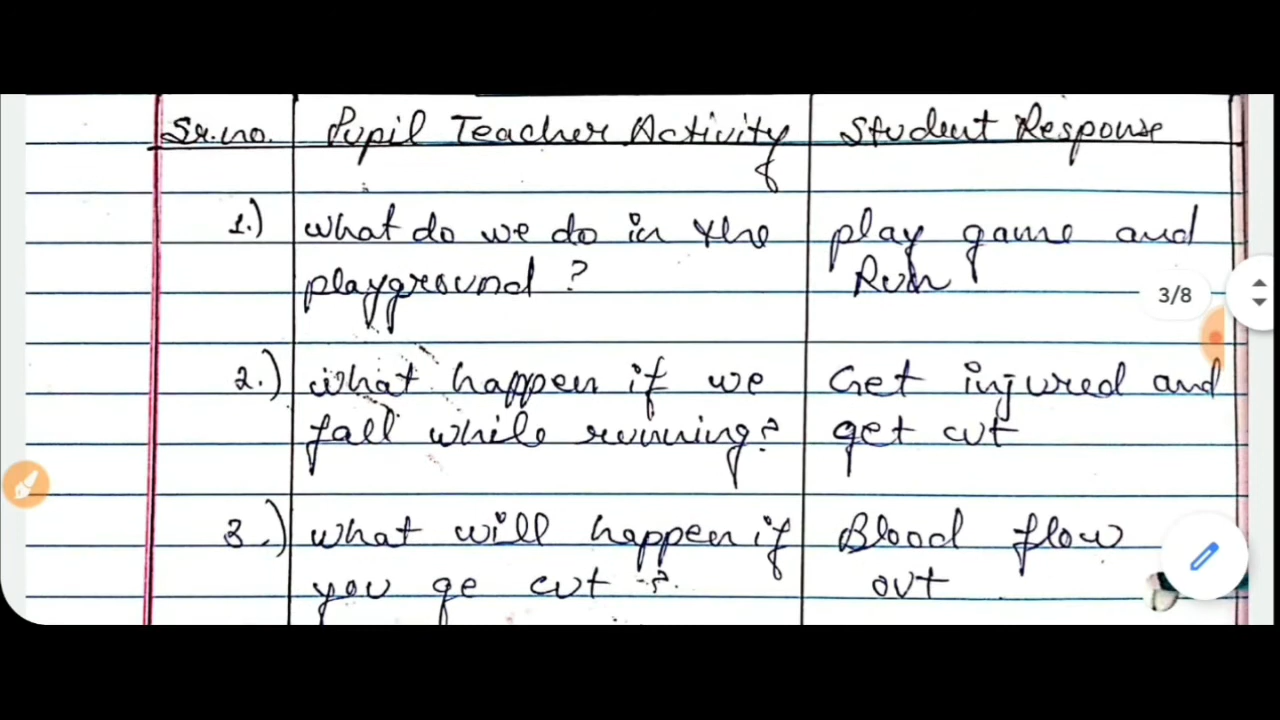 Sr.no. Pupil Teacher Activity Student Response
1.) what do we do in the play game and
playground ? Run
3/8
2.) what happen if we Get injured and
fall while running? get cut
3.) what will happen if Blood flow
you ge cut ? out